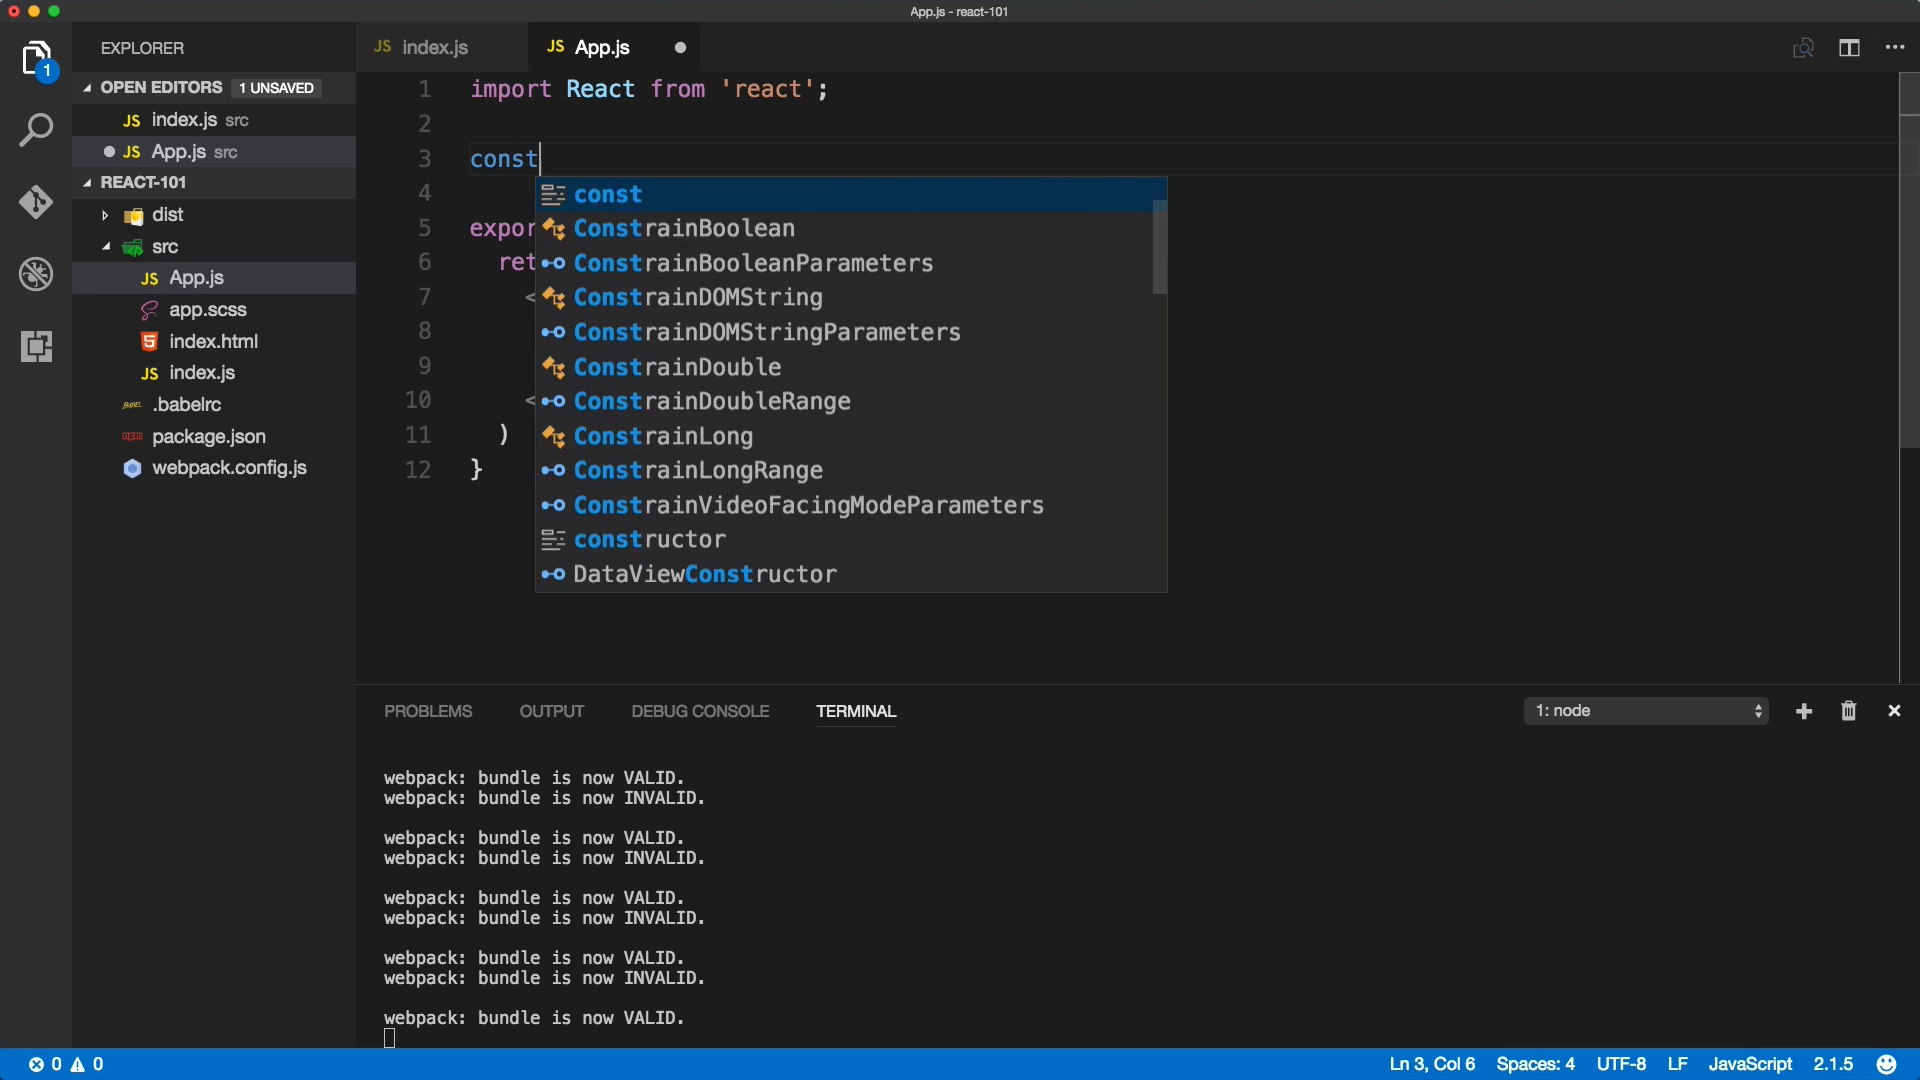 App.js - react-101
EXPLORER
OPEN EDITORS 1 UNSAVED
JS index.js src
JS App.js src
REACT-101
dist
src
JS App.js
app.scss
5 index.html
JS index.js
BABEL .babelrc
npm package.json
webpack.config.js
1
JS index.js
JS App.js
1 import React from 'react';
2
3 const
4
5 expor
6 ret
7 <
8
9
10 <
11 )
12 }
const
ConstrainBoolean
ConstrainBooleanParameters
ConstrainDOMString
ConstrainDOMStringParameters
ConstrainDouble
ConstrainDoubleRange
ConstrainLong
ConstrainLongRange
ConstrainVideoFacingModeParameters
constructor
DataViewConstructor
PROBLEMS OUTPUT DEBUG CONSOLE TERMINAL 1: node
webpack: bundle is now VALID.
webpack: bundle is now INVALID.
webpack: bundle is now VALID.
webpack: bundle is now INVALID.
webpack: bundle is now VALID.
webpack: bundle is now INVALID.
webpack: bundle is now VALID.
webpack: bundle is now INVALID.
webpack: bundle is now VALID.
0 0 Ln 3, Col 6 Spaces: 4 UTF-8 LF JavaScript 2.1.5